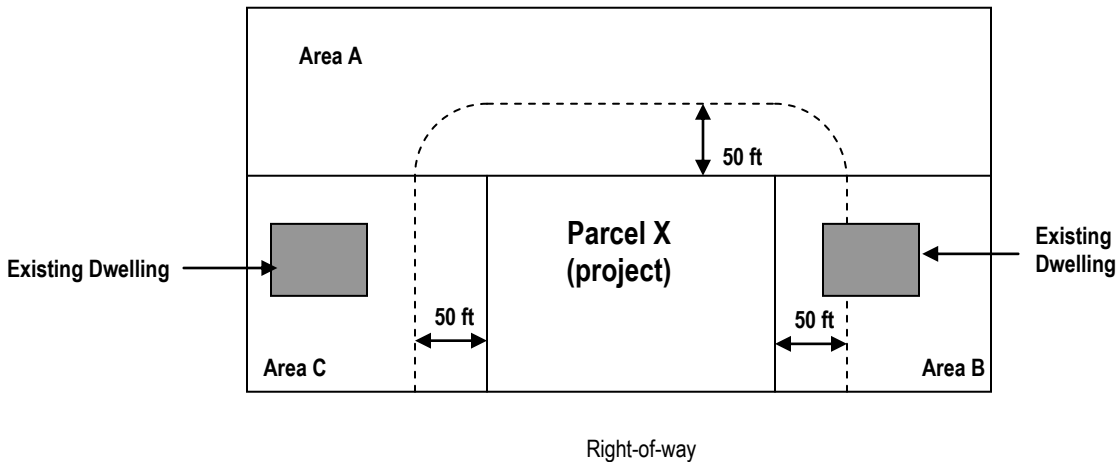 Area A
50 ft
Parcel X
(project)
Existing Dwelling
Existing
Dwelling
50 ft
50 ft
Area C
Area B
Right-of-way